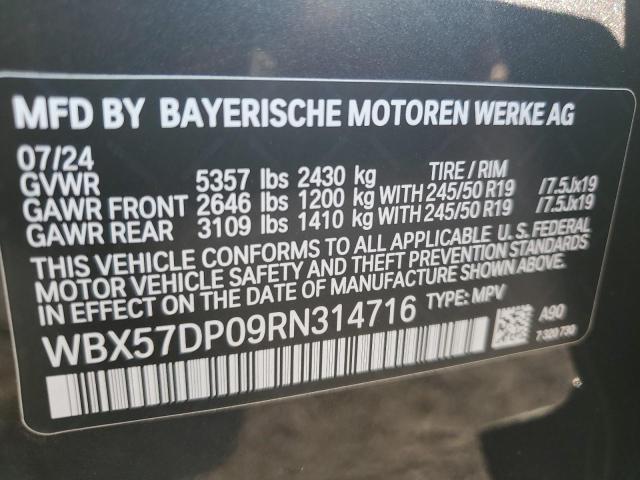 MFD BY BAYERISCHE MOTOREN WERKE AG
07/24 TIRE / RIM
GVWR 5357 lbs 2430 kg
GAWR FRONT 2646 lbs 1200 kg WITH 245/50 R19 /7.5Jx19
GAWR REAR 3109 lbs 1410 kg WITH 245/50 R19 /7.5Jx19
THIS VEHICLE CONFORMS TO ALL APPLICABLE U.S. FEDERAL
MOTOR VEHICLE SAFETY AND THEFT PREVENTION STANDARDS
IN EFFECT ON THE DATE OF MANUFACTURE SHOWN ABOVE.
WBX57DP09RN314716 TYPE: MPV A90
7 320 730